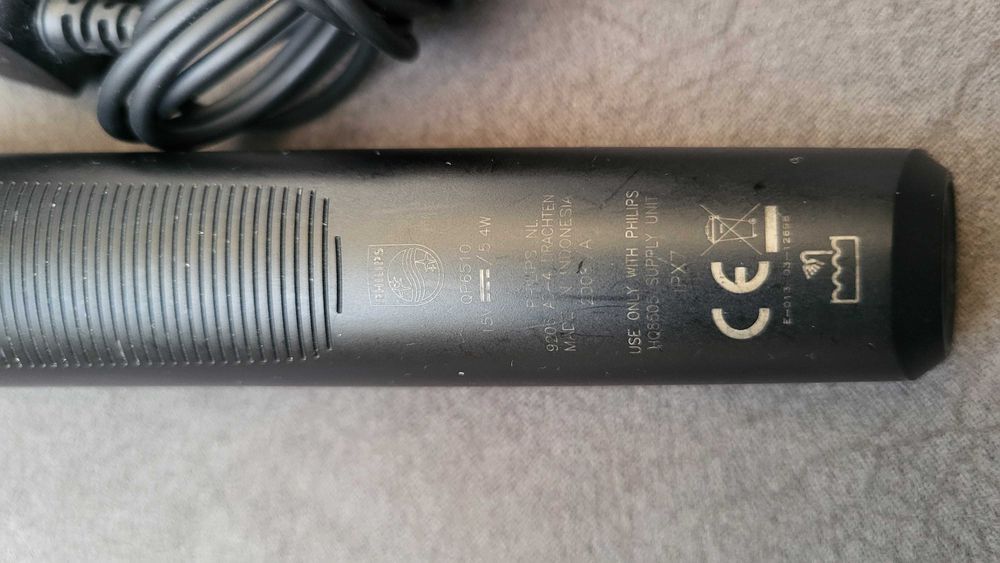 PHILIPS
QP6510
15V / 5.4W
PHILIPS NL
9206 AD-4, DRACHTEN
MADE IN INDONESIA
A
USE ONLY WITH PHILIPS
HQ8505 SUPPLY UNIT
IPX7
CE